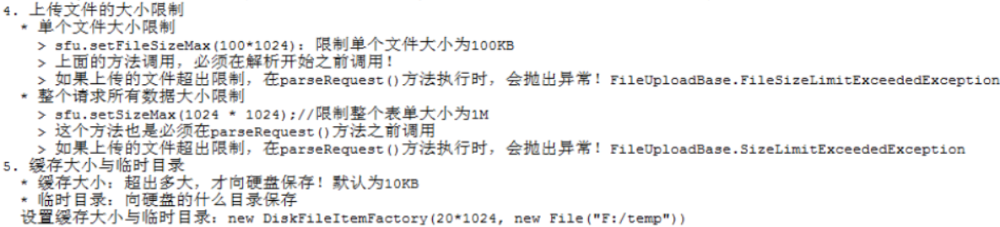 4. 上传文件的大小限制
* 单个文件大小限制
> sfu.setFileSizeMax(100*1024): 限制单个文件大小为100KB
> 上面的方法调用，必须在解析开始之前调用！
> 如果上传的文件超出限制，在parseRequest()方法执行时，会抛出异常！FileUploadBase.FileSizeLimitExceededException
* 整个请求所有数据大小限制
> sfu.setSizeMax(1024 * 1024);//限制整个表单大小为1M
> 这个方法也是必须在parseRequest()方法之前调用
> 如果上传的文件超出限制，在parseRequest()方法执行时，会抛出异常！FileUploadBase.SizeLimitExceededException
5. 缓存大小与临时目录
* 缓存大小：超出多大，才向硬盘保存！默认为10KB
* 临时目录：向硬盘的什么目录保存
设置缓存大小与临时目录：new DiskFileItemFactory(20*1024, new File("F:/temp"))